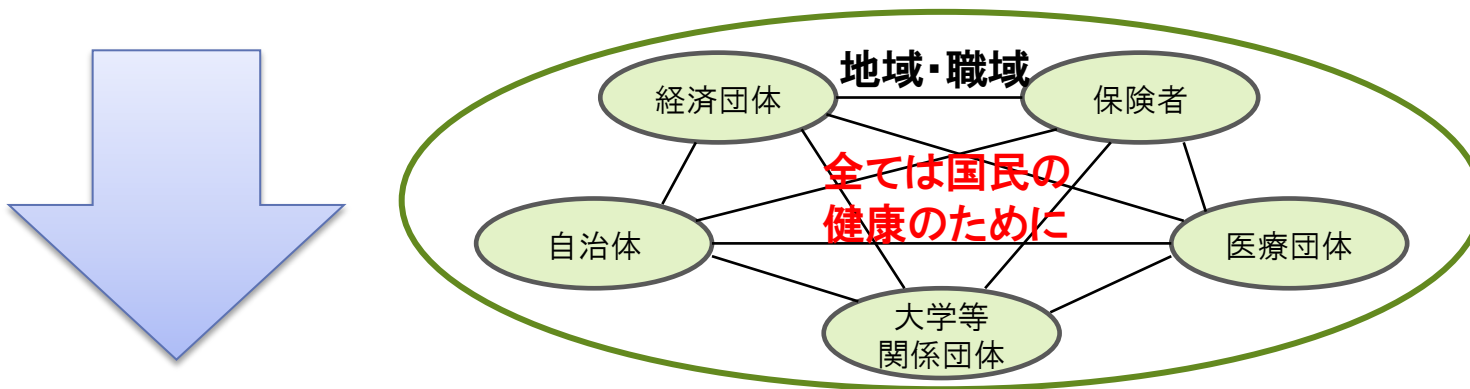 地域・職域
経済団体
保険者
全ては国民の
健康のために
自治体
医療団体
大学等
関係団体